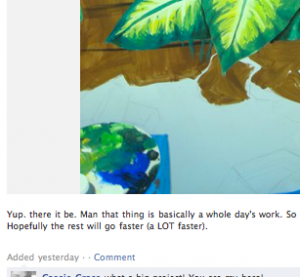 Yup. there it be. Man that thing is basically a whole day's work. So
Hopefully the rest will go faster (a LOT faster).
Added yesterday · · Comment
what a big project! You are my hero!